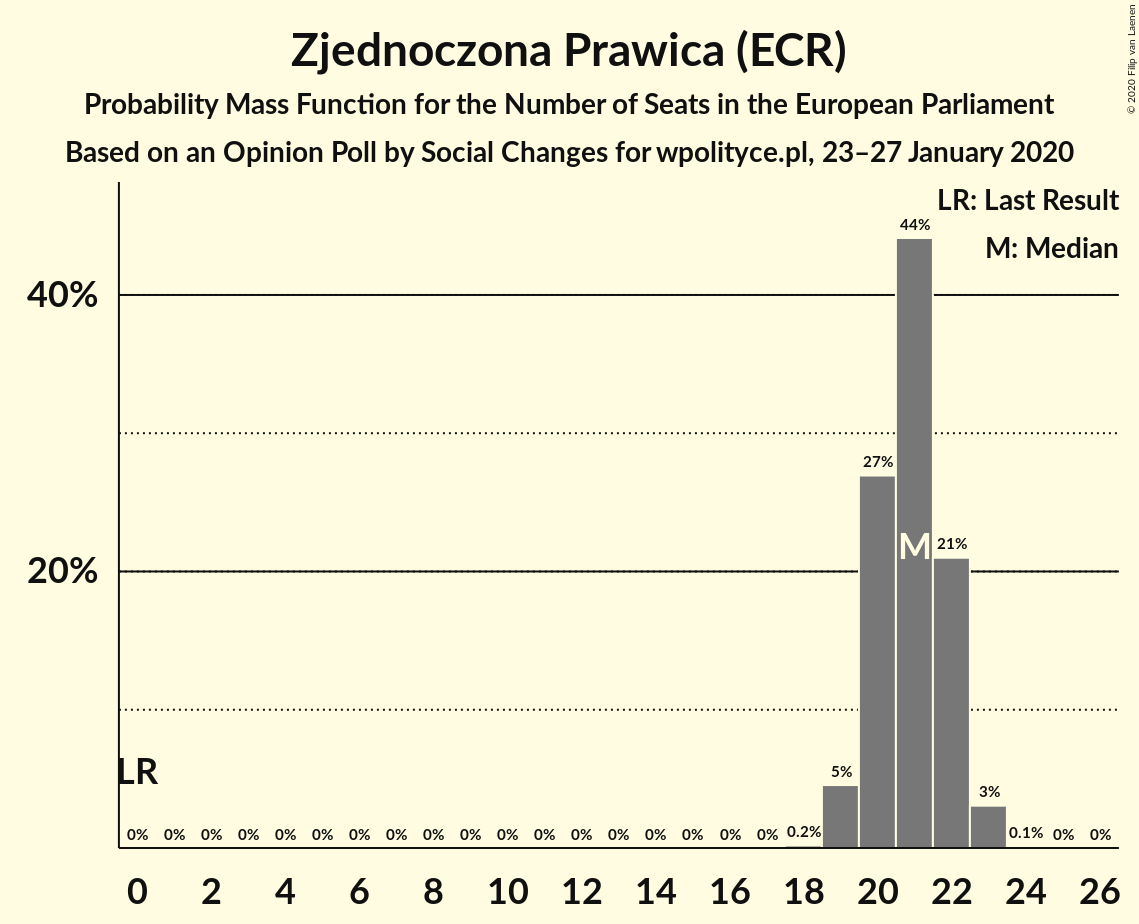 Zjednoczona Prawica (ECR)
Probability Mass Function for the Number of Seats in the European Parliament
Based on an Opinion Poll by Social Changes for wpolityce.pl, 23–27 January 2020
© 2020 Filip van Laenen
LR: Last Result
M: Median
44%
40%
27%
M
21%
20%
LR
5%
3%
0% 0% 0% 0% 0% 0% 0% 0% 0% 0% 0% 0% 0% 0% 0% 0% 0% 0% 0.2% 0.1% 0% 0%
0 2 4 6 8 10 12 14 16 18 20 22 24 26